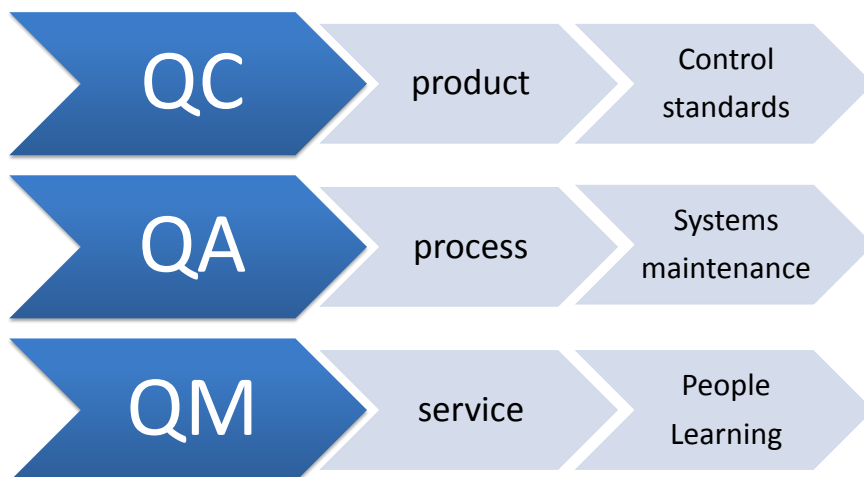 QC
product
Control
standards
QA
process
Systems
maintenance
QM
service
People
Learning